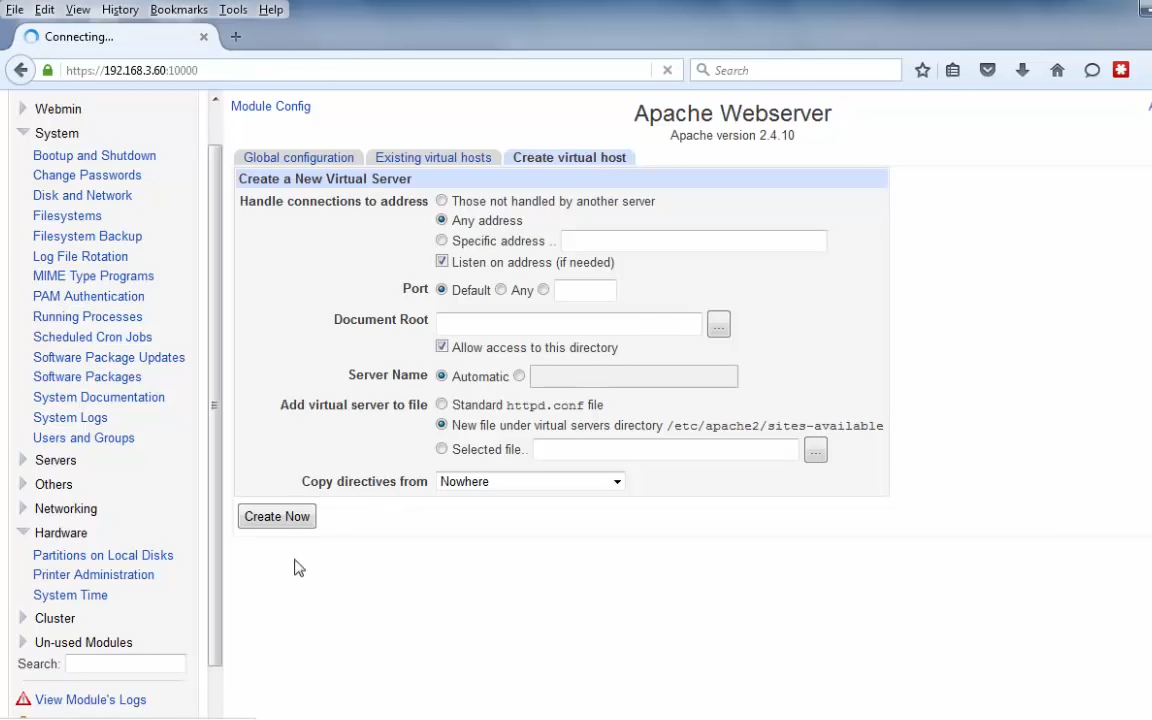 File Edit View History Bookmarks Tools Help
Connecting...
https://192.168.3.60:10000
Search
Webmin
System
Bootup and Shutdown
Change Passwords
Disk and Network
Filesystems
Filesystem Backup
Log File Rotation
MIME Type Programs
PAM Authentication
Running Processes
Scheduled Cron Jobs
Software Package Updates
Software Packages
System Documentation
System Logs
Users and Groups
Servers
Others
Networking
Hardware
Partitions on Local Disks
Printer Administration
System Time
Cluster
Un-used Modules
Search:
View Module's Logs
Module Config
Apache Webserver
Apache version 2.4.10
Global configuration Existing virtual hosts Create virtual host
Create a New Virtual Server
Handle connections to address Those not handled by another server
Any address
Specific address ..
Listen on address (if needed)
Port Default Any
Document Root ...
Allow access to this directory
Server Name Automatic
Add virtual server to file Standard httpd.conf file
New file under virtual servers directory /etc/apache2/sites-available
Selected file.. ...
Copy directives from Nowhere
Create Now